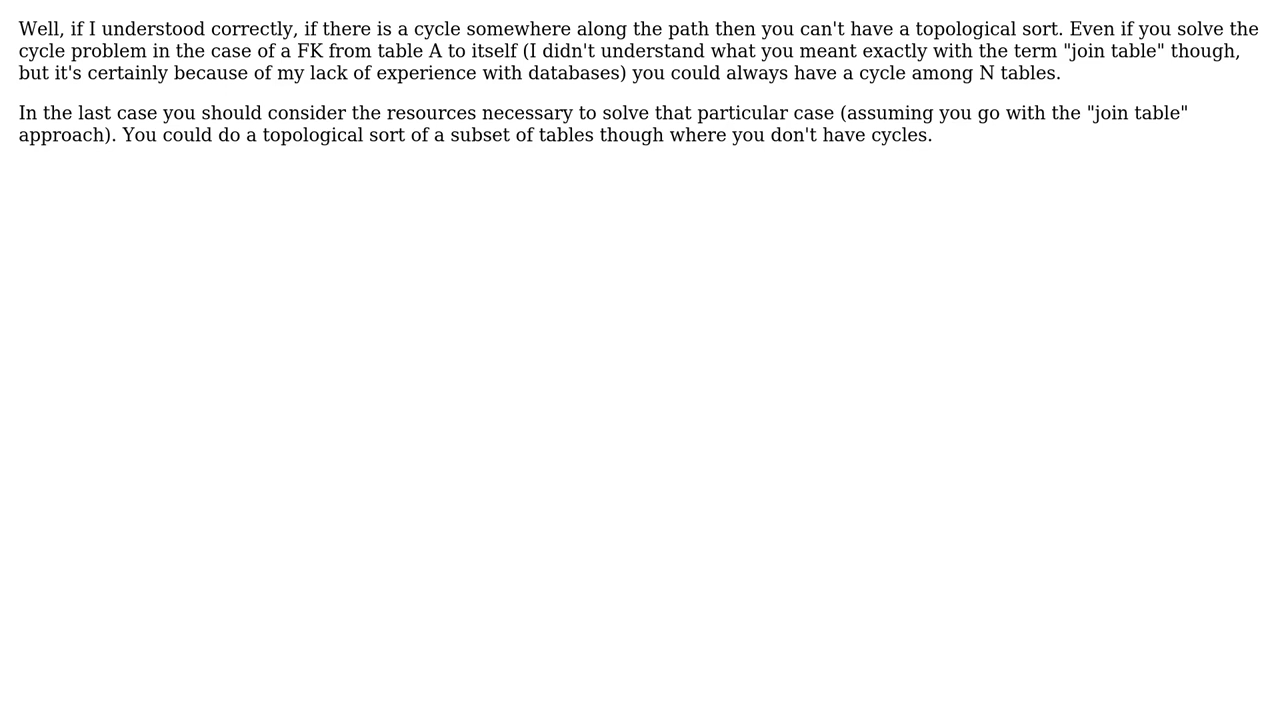 Well, if I understood correctly, if there is a cycle somewhere along the path then you can't have a topological sort. Even if you solve the
cycle problem in the case of a FK from table A to itself (I didn't understand what you meant exactly with the term "join table" though,
but it's certainly because of my lack of experience with databases) you could always have a cycle among N tables.
In the last case you should consider the resources necessary to solve that particular case (assuming you go with the "join table"
approach). You could do a topological sort of a subset of tables though where you don't have cycles.